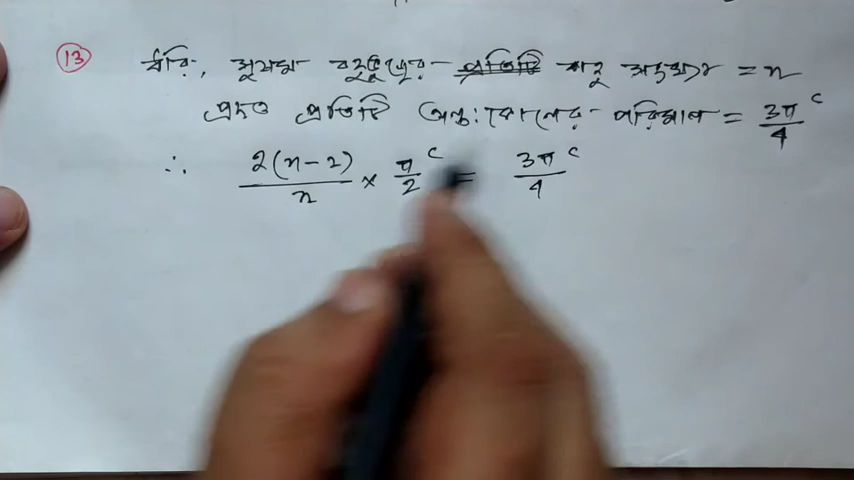 13 ধরি, সুষম বহুভুজের প্রতিটি বাহু সংখ্যা = n
প্রদত্ত প্রতিটি অন্তঃকোনের পরিমাণ = 3π/4 ᶜ
∴ 2(n-2)/n × π/2 ᶜ = 3π/4 ᶜ